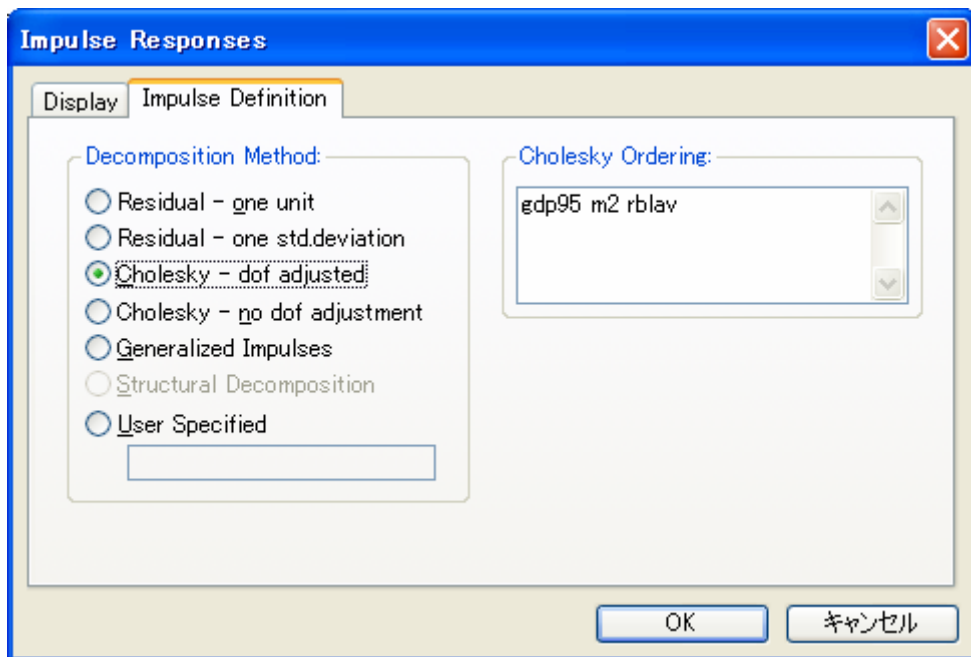 Impulse Responses
Display
Impulse Definition
Decomposition Method:
Residual - one unit
Residual - one std.deviation
Cholesky - dof adjusted
Cholesky - no dof adjustment
Generalized Impulses
Structural Decomposition
User Specified
Cholesky Ordering:
gdp95 m2 rblav
OK
キャンセル